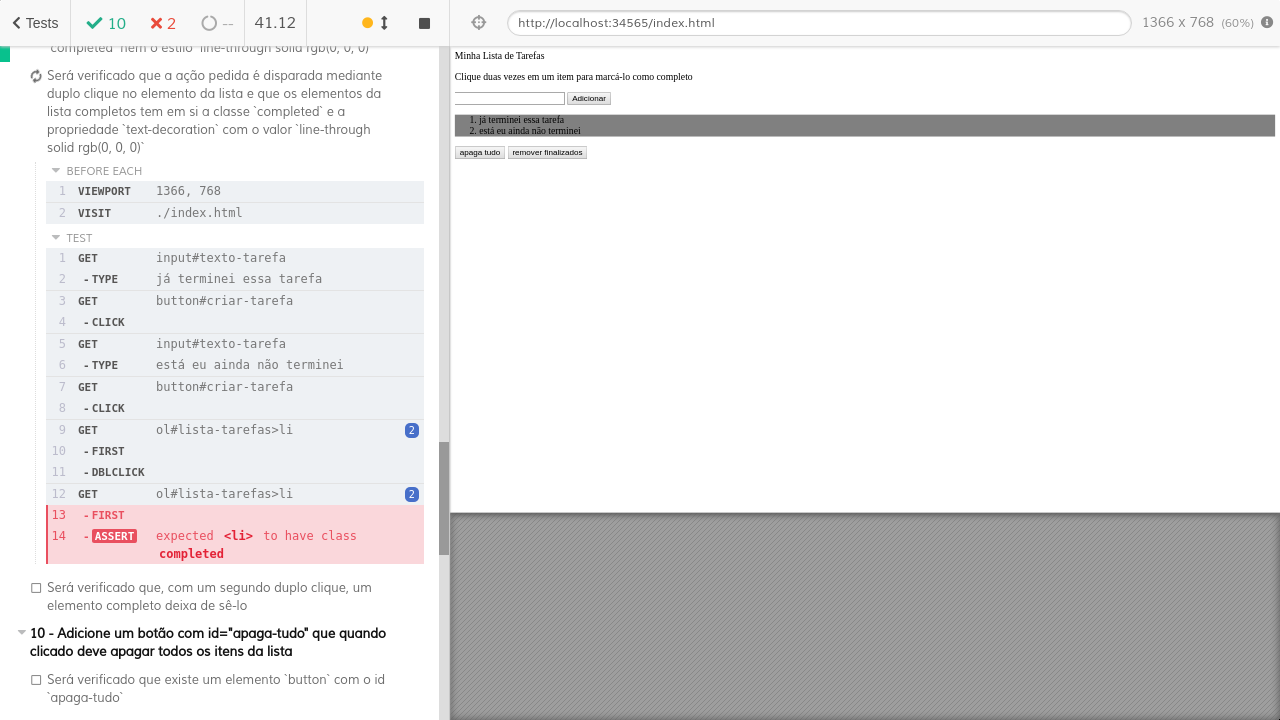 Tests
10
2
--
41.12
http://localhost:34565/index.html
1366 x 768 (60%)
`completed` nem o estilo `line-through solid rgb(0, 0, 0)`
Será verificado que a ação pedida é disparada mediante
duplo clique no elemento da lista e que os elementos da
lista completos tem em si a classe `completed` e a
propriedade `text-decoration` com o valor `line-through
solid rgb(0, 0, 0)`
BEFORE EACH
1 VIEWPORT 1366, 768
2 VISIT ./index.html
TEST
1 GET input#texto-tarefa
2 -TYPE já terminei essa tarefa
3 GET button#criar-tarefa
4 -CLICK
5 GET input#texto-tarefa
6 -TYPE está eu ainda não terminei
7 GET button#criar-tarefa
8 -CLICK
9 GET ol#lista-tarefas>li 2
10 -FIRST
11 -DBLCLICK
12 GET ol#lista-tarefas>li 2
13 -FIRST
14 -ASSERT expected <li> to have class
completed
Será verificado que, com um segundo duplo clique, um
elemento completo deixa de sê-lo
10 - Adicione um botão com id="apaga-tudo" que quando
clicado deve apagar todos os itens da lista
Será verificado que existe um elemento `button` com o id
`apaga-tudo`
Minha Lista de Tarefas
Clique duas vezes em um item para marcá-lo como completo
Adicionar
1. já terminei essa tarefa
2. está eu ainda não terminei
apaga tudo remover finalizados